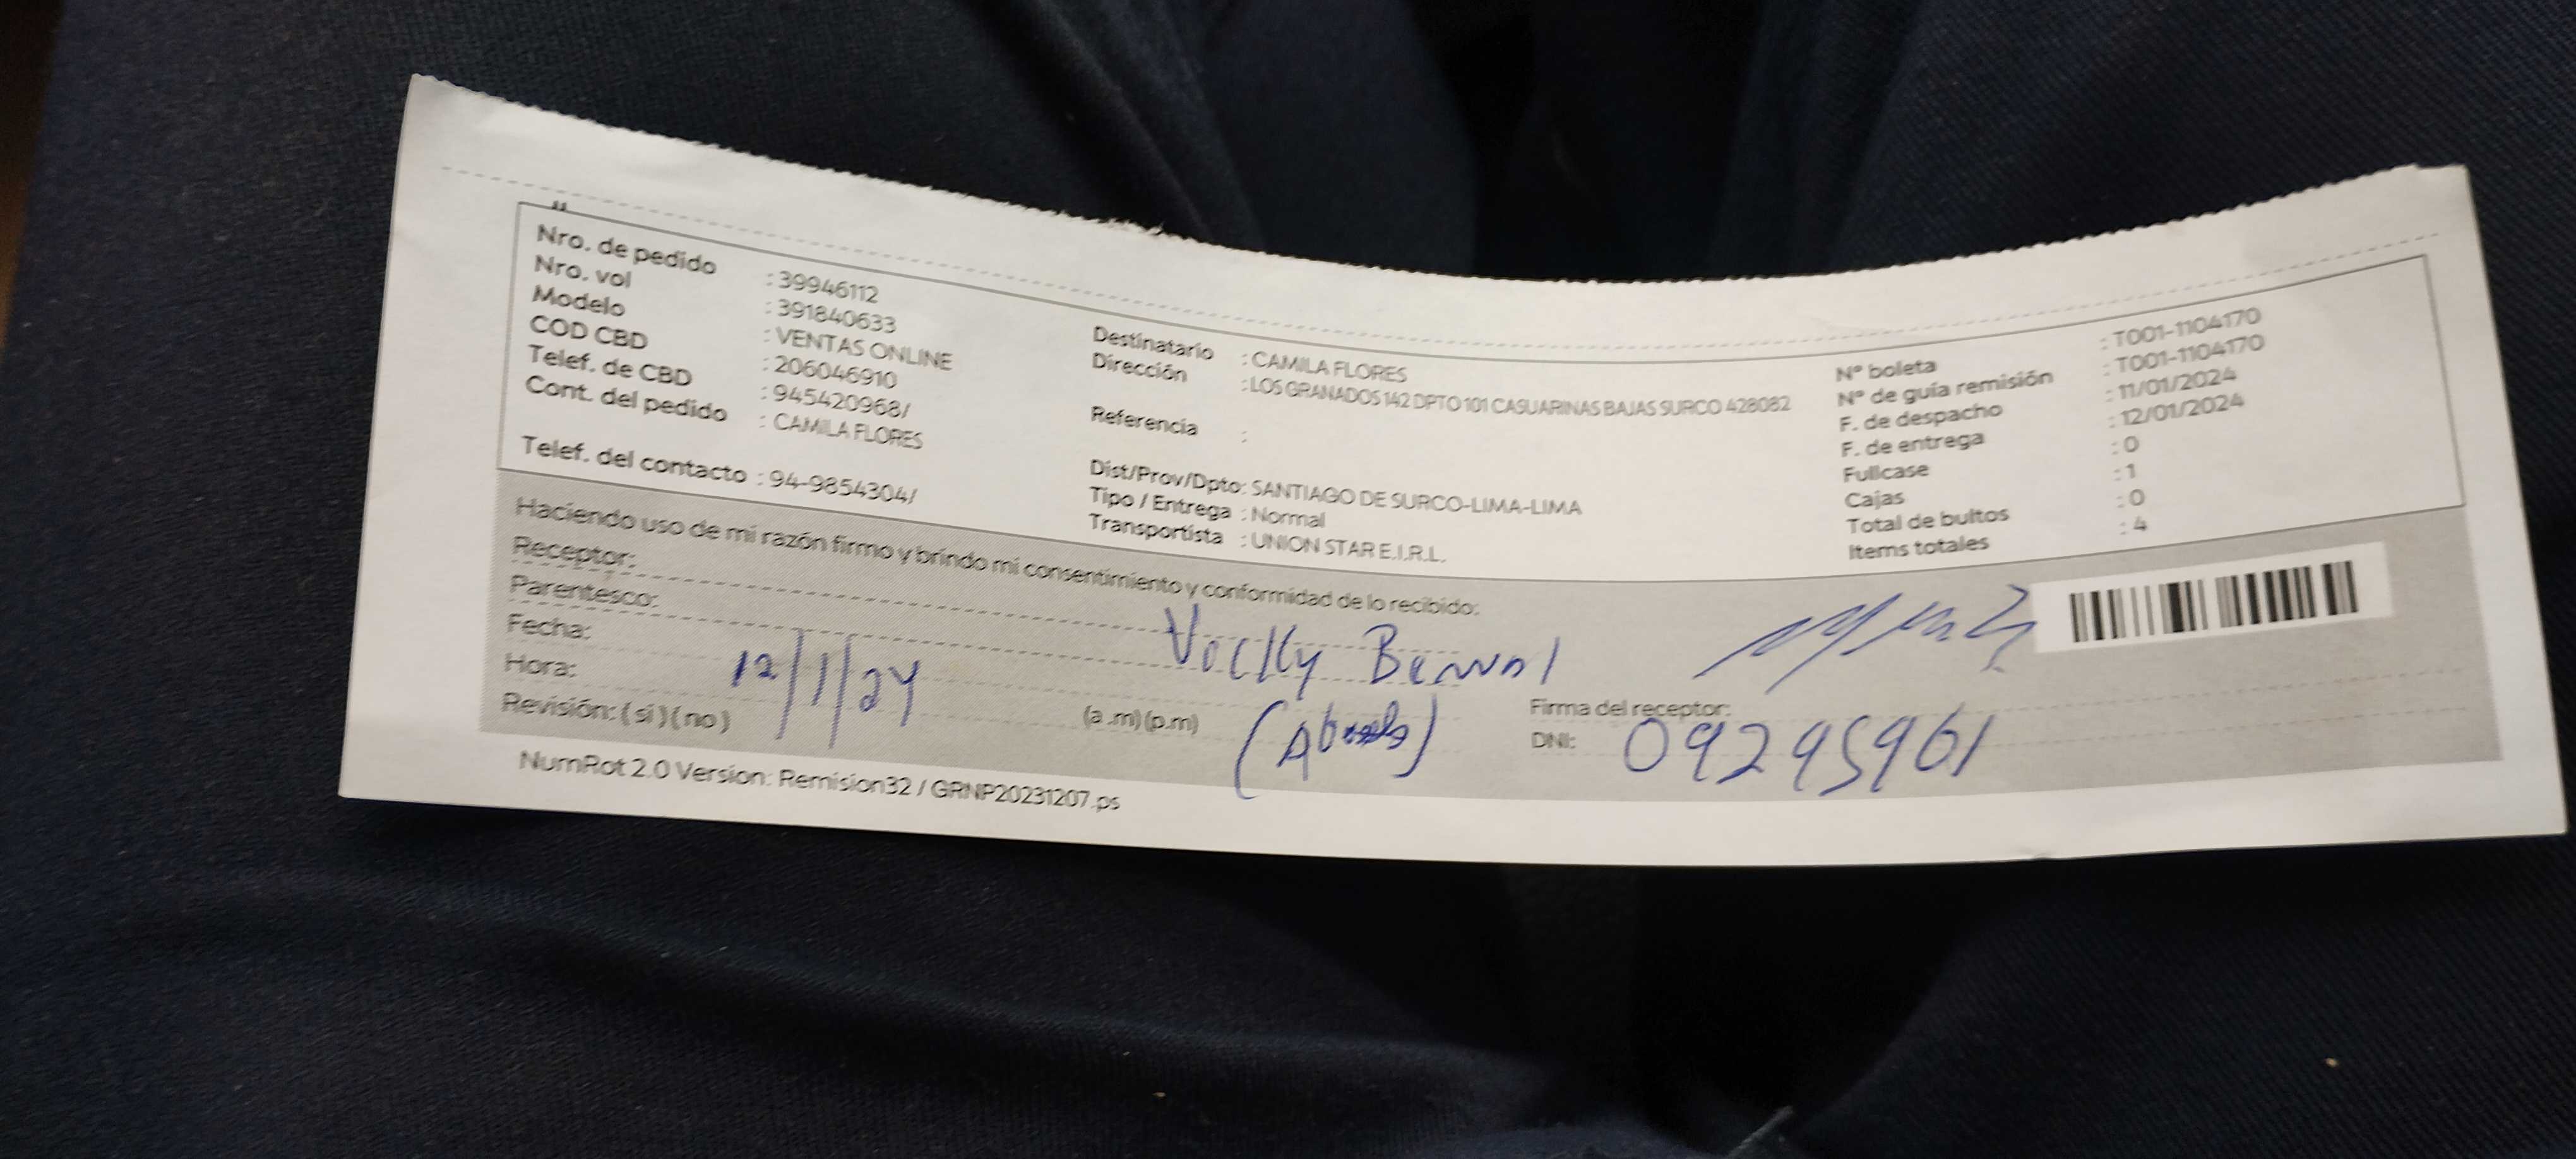 Nro. de pedido : 39946112
Nro. vol : 391840633
Modelo : VENTAS ONLINE
COD CBD : 206046910
Telef. de CBD : 945420968/
Cont. del pedido : CAMILA FLORES
Telef. del contacto : 94-9854304/
Destinatario : CAMILA FLORES
Dirección : LOS GRANADOS 142 DPTO 101 CASUARINAS BAJAS SURCO 428082
Referencia :
Dist/Prov/Dpto: SANTIAGO DE SURCO-LIMA-LIMA
Tipo / Entrega : Normal
Transportista : UNION STAR E.I.R.L.
N° boleta : T001-1104170
N° de guía remisión : T001-1104170
F. de despacho : 11/01/2024
F. de entrega : 12/01/2024
Fullcase : 0
Cajas : 1
Total de bultos : 0
Items totales : 4
Haciendo uso de mi razón firmo y brindo mi consentimiento y conformidad de lo recibido:
Receptor:
Parentesco:
Fecha: 12/1/24
Hora: (a.m)(p.m)
Revisión: (si) (no)
Firma del receptor:
DNI: 09295961
NumRot 2.0 Version: Remision32 / GRNP20231207.ps